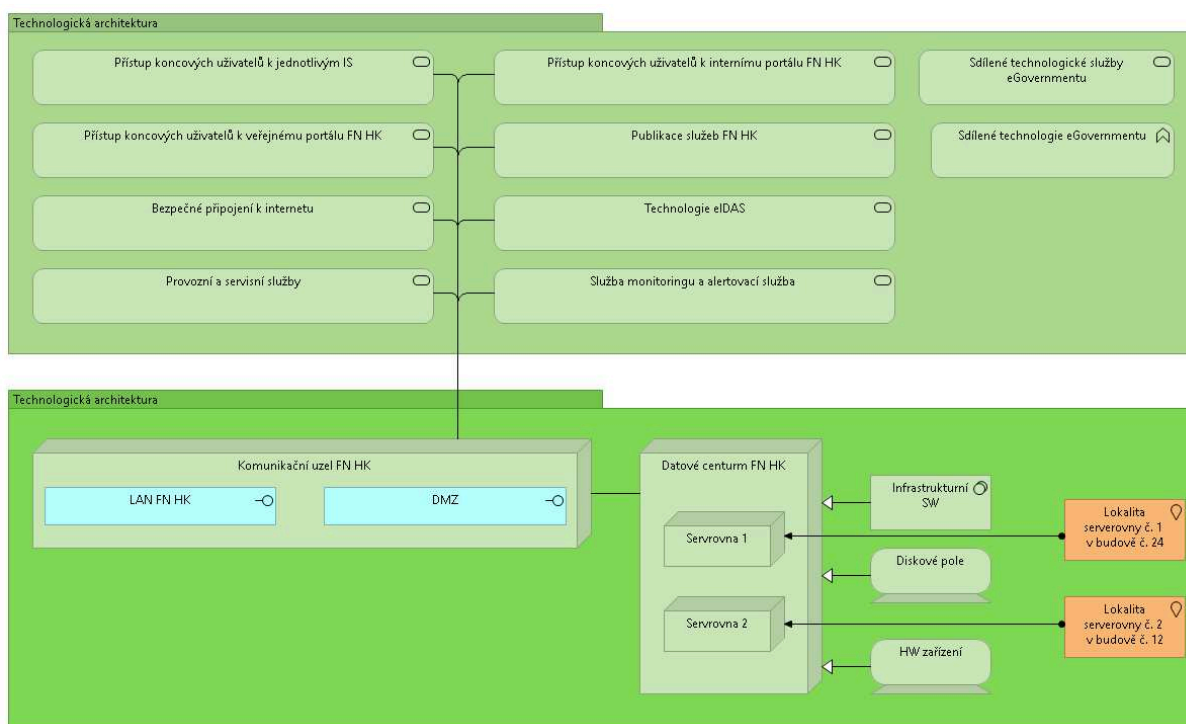 Technologická architektura
Přístup koncových uživatelů k jednotlivým IS
Přístup koncových uživatelů k internímu portálu FN HK
Sdílené technologické služby
eGovernmentu
Přístup koncových uživatelů k veřejnému portálu FN HK
Publikace služeb FN HK
Sdílené technologie eGovernmentu
Bezpečné připojení k internetu
Technologie eIDAS
Provozní a servisní služby
Služba monitoringu a alertovací služba
Technologická architektura
Komunikační uzel FN HK
LAN FN HK
DMZ
Datové centurm FN HK
Servrovna 1
Servrovna 2
Infrastrukturní
SW
Diskové pole
HW zařízení
Lokalita
serverovny č. 1
v budově č. 24
Lokalita
serverovny č. 2
v budově č. 12